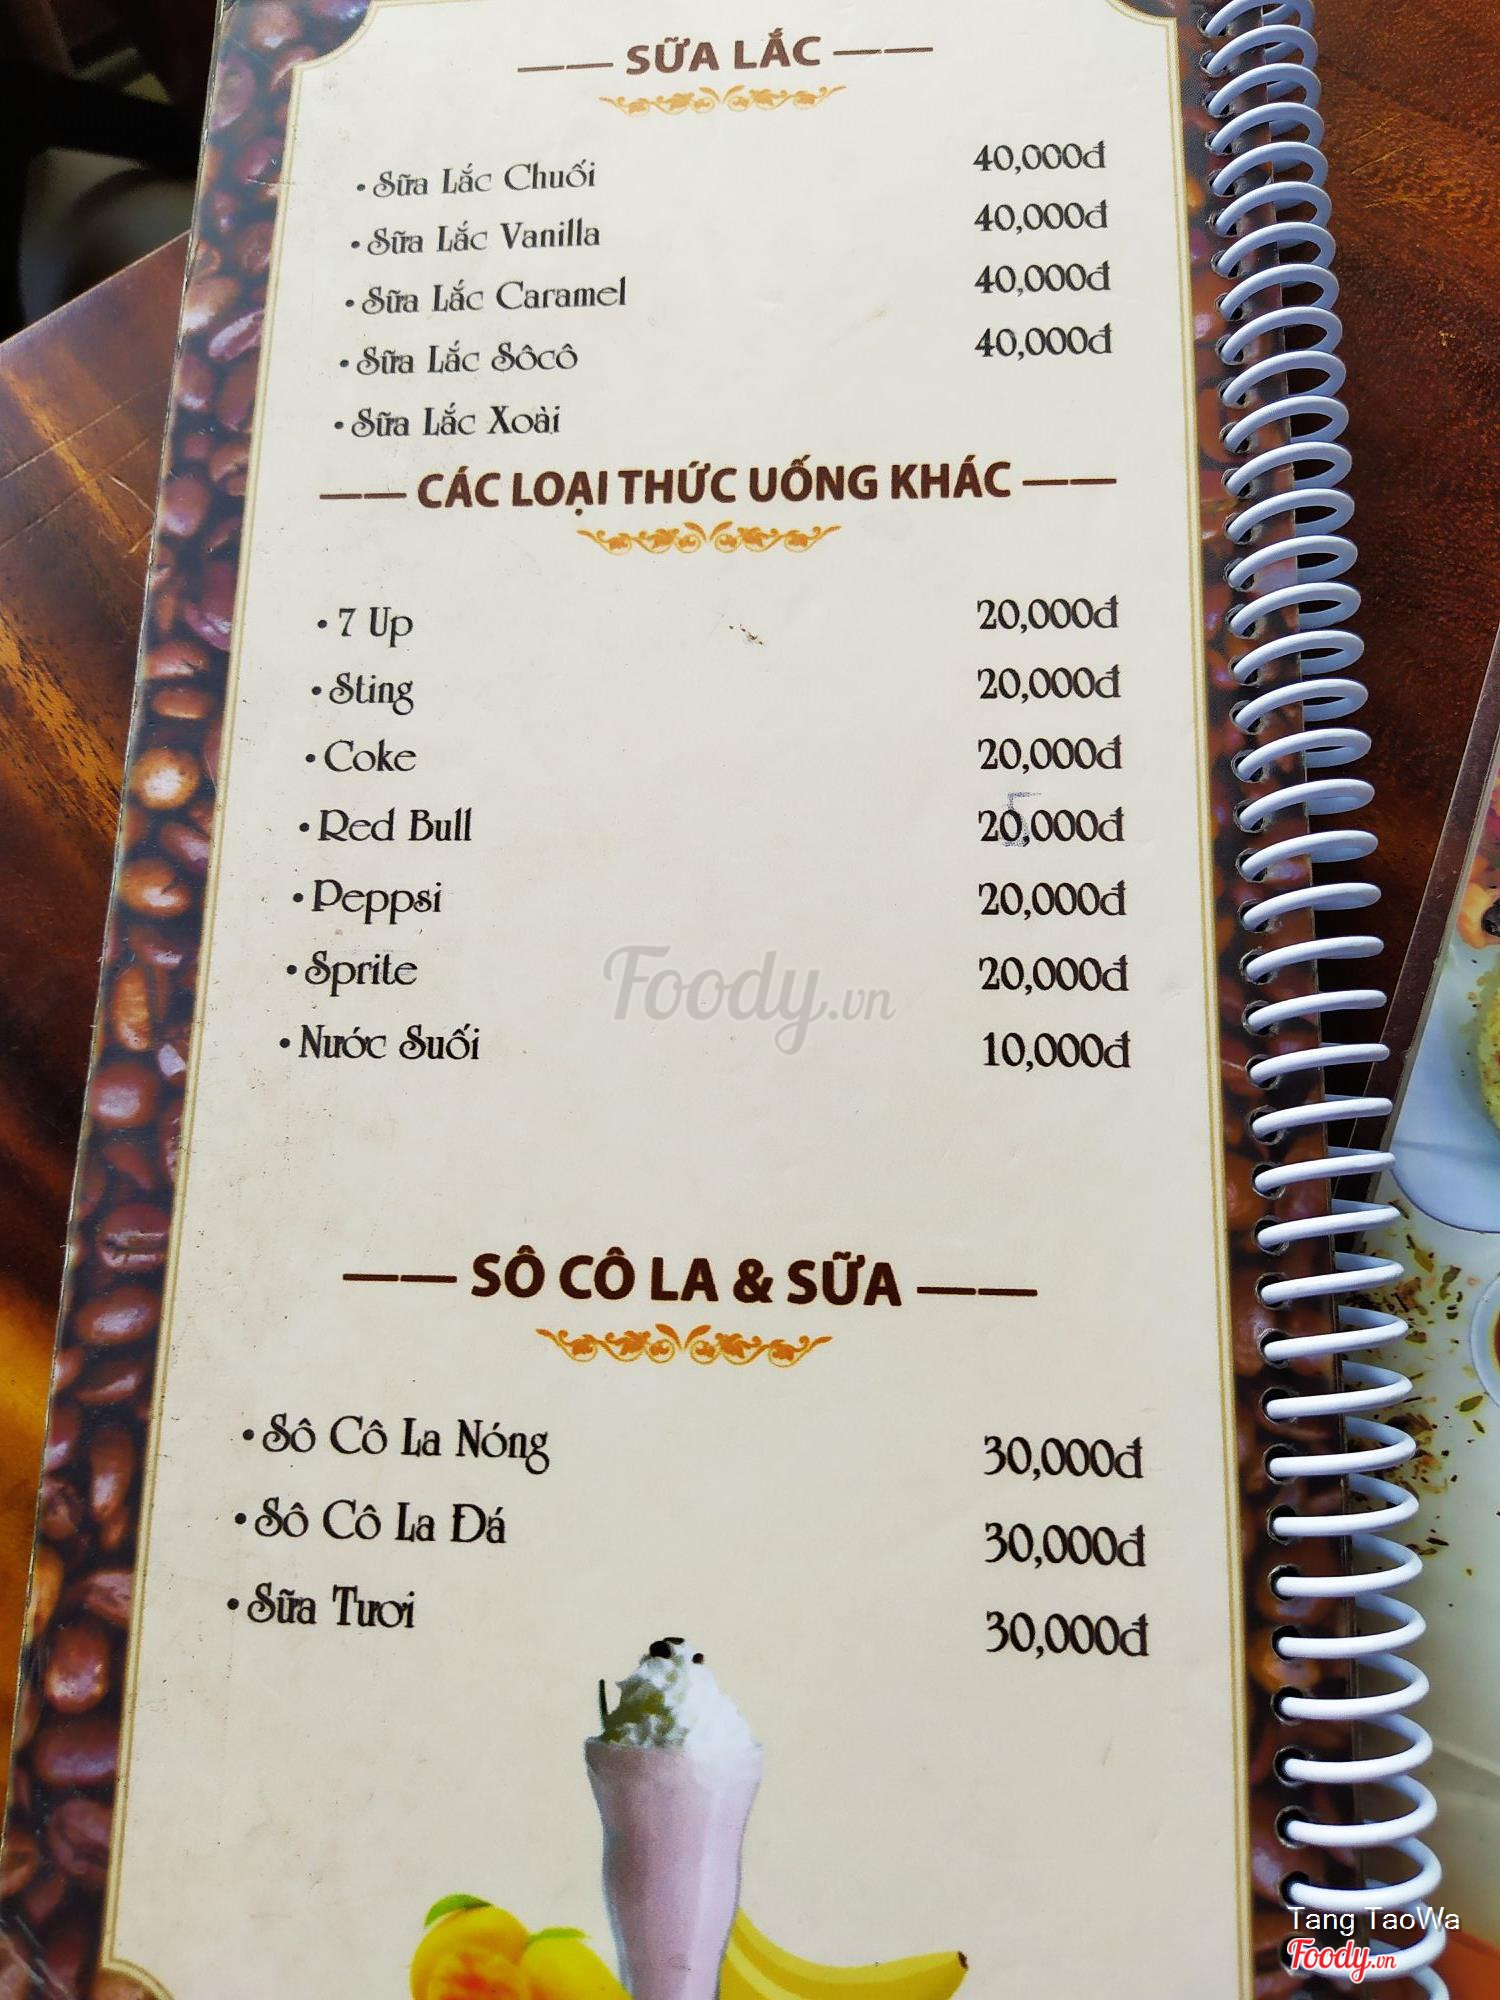 SỮA LẮC
• Sữa Lắc Chuối 40,000đ
• Sữa Lắc Vanilla 40,000đ
• Sữa Lắc Caramel 40,000đ
• Sữa Lắc Sôcô 40,000đ
• Sữa Lắc Xoài
CÁC LOẠI THỨC UỐNG KHÁC
• 7 Up 20,000đ
• Sting 20,000đ
• Coke 20,000đ
• Red Bull 20,000đ
• Peppsi 20,000đ
• Sprite 20,000đ
Foody.vn
• Nước Suối 10,000đ
SÔ CÔ LA & SỮA
• Sô Cô La Nóng 30,000đ
• Sô Cô La Đá 30,000đ
• Sữa Tươi 30,000đ
Tang TaoWa
Foody.vn